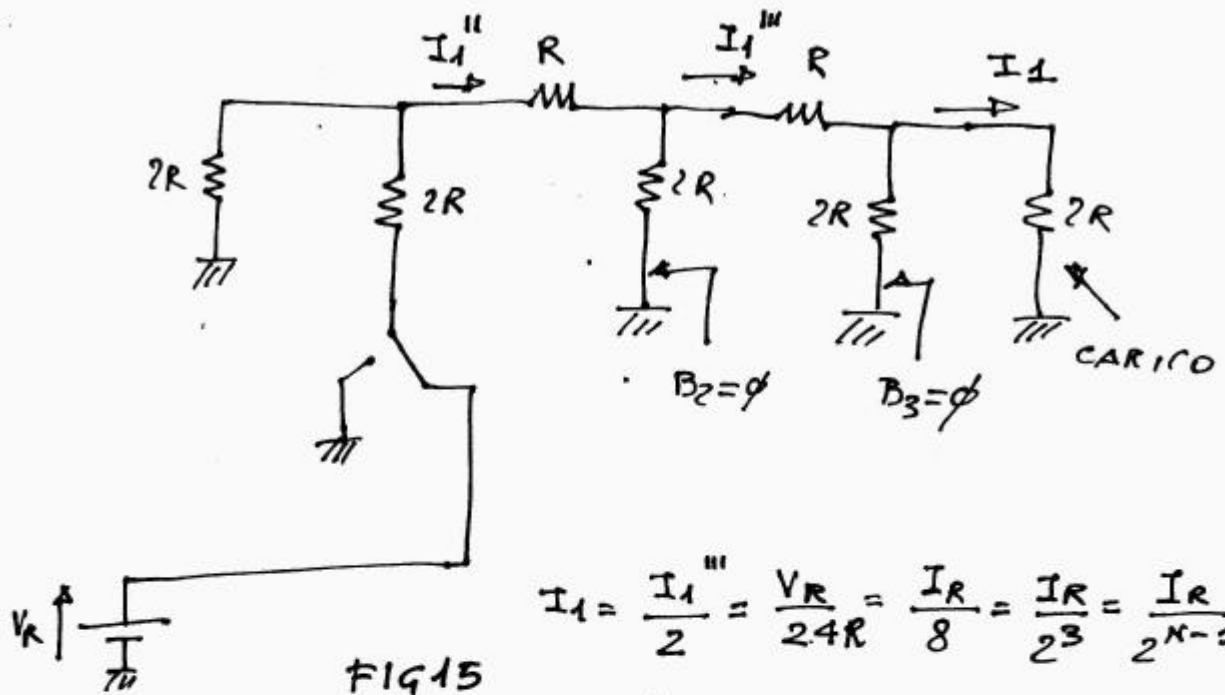 I1'' R I1''' R I1
2R 2R 2R 2R 2R
B2=φ B3=φ CARICO
VR
I1 = I1'''/2 = VR/24R = IR/8 = IR/2^3 = IR
FIG15